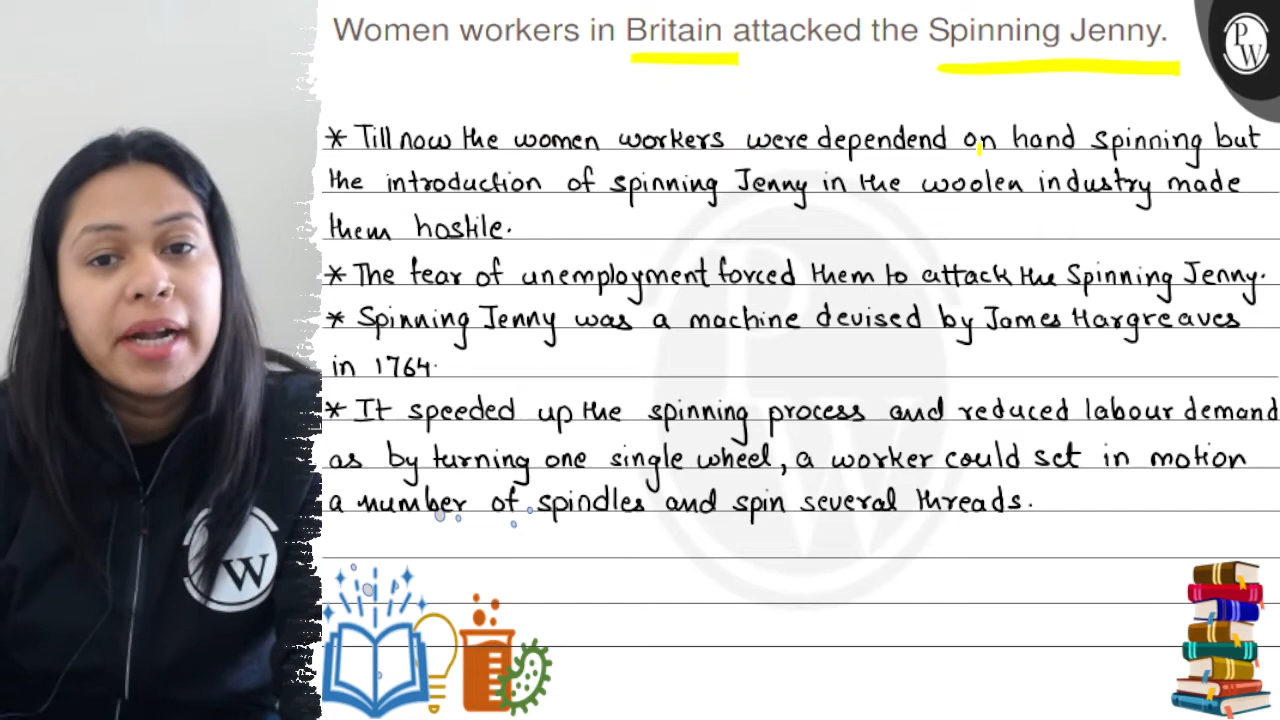 Women workers in Britain attacked the Spinning Jenny.
PW
* Till now the women workers were dependend on hand spinning but
the introduction of spinning Jenny in the woolen industry made
them hostile.
* The fear of unemployment forced them to attack the Spinning Jenny.
* Spinning Jenny was a machine devised by James Hargreaves
in 1764.
* It speeded up the spinning process and reduced labour demand
as by turning one single wheel, a worker could set in motion
a number of spindles and spin several threads.
PW
W